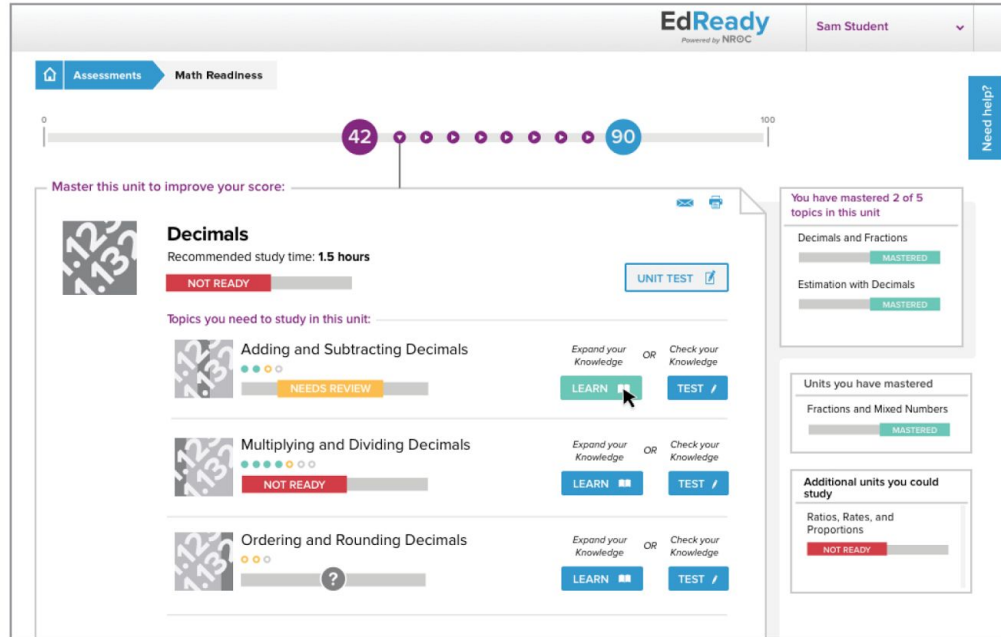 EdReady
Powered by NROC
Sam Student
Assessments
Math Readiness
Need help?
0
100
42
90
Master this unit to improve your score:
Decimals
Recommended study time: 1.5 hours
NOT READY
UNIT TEST
Topics you need to study in this unit:
Adding and Subtracting Decimals
NEEDS REVIEW
Expand your
Knowledge
OR
Check your
Knowledge
LEARN
TEST
Multiplying and Dividing Decimals
NOT READY
Expand your
Knowledge
OR
Check your
Knowledge
LEARN
TEST
Ordering and Rounding Decimals
?
Expand your
Knowledge
OR
Check your
Knowledge
LEARN
TEST
You have mastered 2 of 5
topics in this unit
Decimals and Fractions
MASTERED
Estimation with Decimals
MASTERED
Units you have mastered
Fractions and Mixed Numbers
MASTERED
Additional units you could
study
Ratios, Rates, and
Proportions
NOT READY